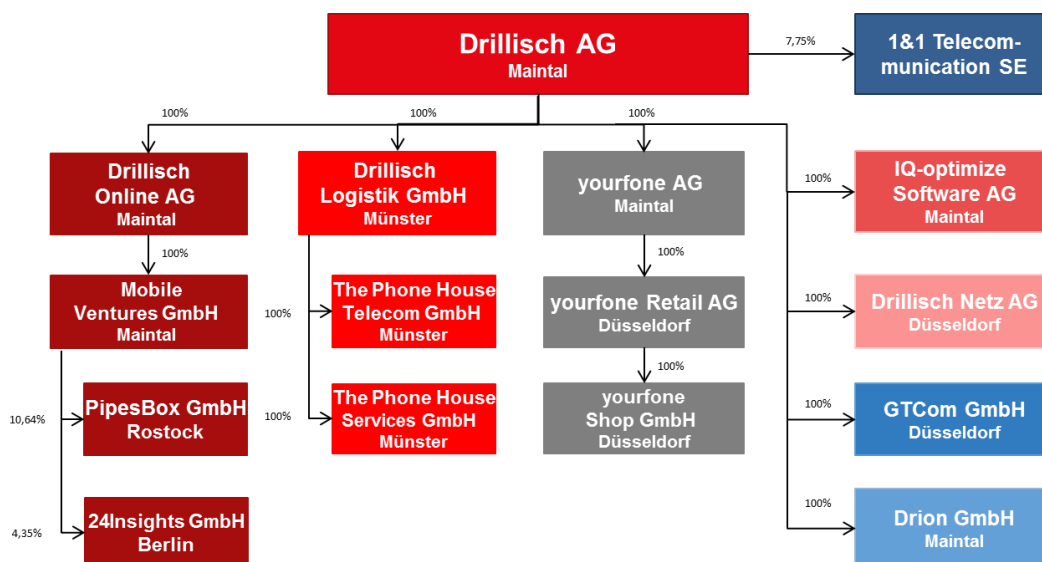 Drillisch AG
Maintal
7,75%
1&1 Telecom-
munication SE
100%
100%
100%
Drillisch
Online AG
Maintal
Drillisch
Logistik GmbH
Münster
yourfone AG
Maintal
100%
IQ-optimize
Software AG
Maintal
100%
100%
Mobile
Ventures GmbH
Maintal
100%
The Phone House
Telecom GmbH
Münster
yourfone Retail AG
Düsseldorf
100%
Drillisch Netz AG
Düsseldorf
100%
10,64%
PipesBox GmbH
Rostock
100%
The Phone House
Services GmbH
Münster
yourfone
Shop GmbH
Düsseldorf
100%
GTCom GmbH
Düsseldorf
4,35%
24Insights GmbH
Berlin
100%
Drion GmbH
Maintal